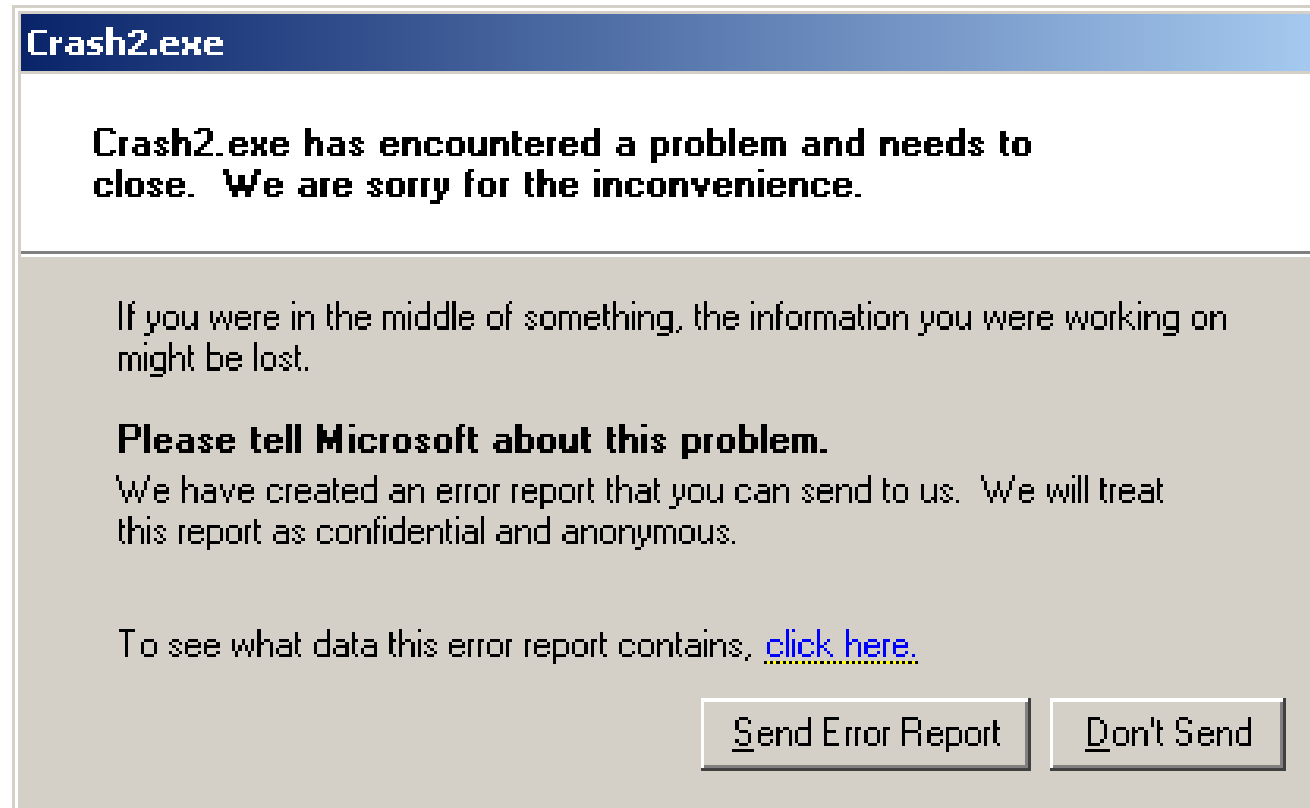 Crash2.exe
Crash2.exe has encountered a problem and needs to
close.  We are sorry for the inconvenience.
If you were in the middle of something, the information you were working on
might be lost.
Please tell Microsoft about this problem.
We have created an error report that you can send to us.  We will treat
this report as confidential and anonymous.
To see what data this error report contains, click here.
Send Error Report
Don't Send